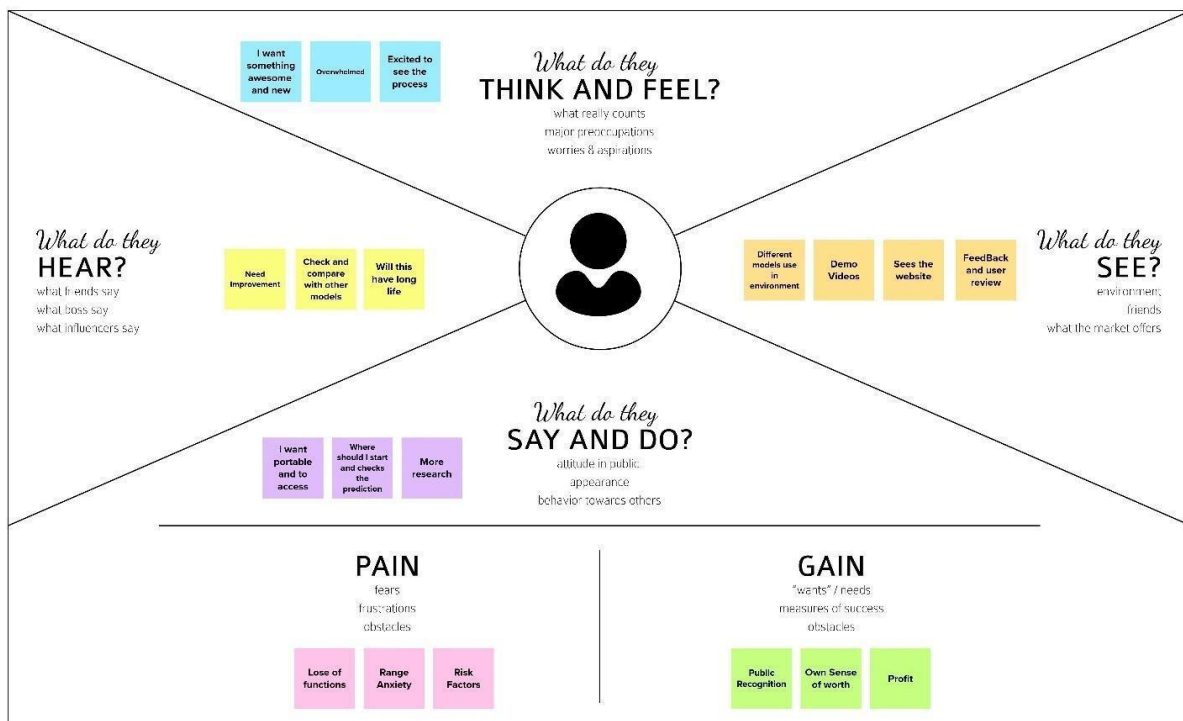 I want
something
awesome
and new
Overwhelmed
Excited to
see the
process
What do they
THINK AND FEEL?
what really counts
major preoccupations
worries & aspirations
What do they
HEAR?
what friends say
what boss say
what influencers say
Need
Improvement
Check and
compare
with other
models
Will this
have long
life
Different
models use
in
environment
Demo
Videos
Sees the
website
FeedBack
and user
review
What do they
SEE?
environment
friends
what the market offers
What do they
SAY AND DO?
attitude in public
appearance
behavior towards others
I want
portable
and to
access
Where
should I start
and checks
the
prediction
More
research
PAIN
fears
frustrations
obstacles
Lose of
functions
Range
Anxiety
Risk
Factors
GAIN
"wants" / needs
measures of success
obstacles
Public
Recognition
Own Sense
of worth
Profit